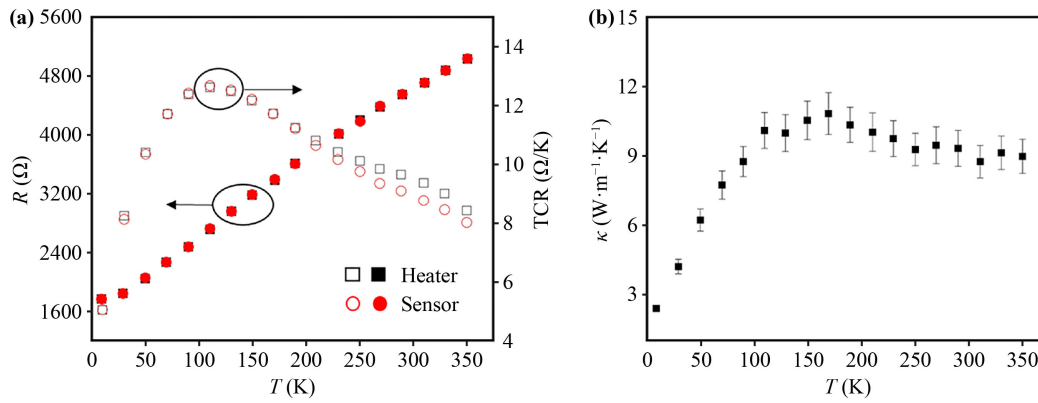 (a)
5600
4800
4000
3200
2400
1600
R (Ω)
14
12
10
8
6
4
TCR (Ω/K)
Heater
Sensor
0 50 100 150 200 250 300 350
T (K)
(b)
15
12
9
6
3
κ (W·m⁻¹·K⁻¹)
0 50 100 150 200 250 300 350
T (K)